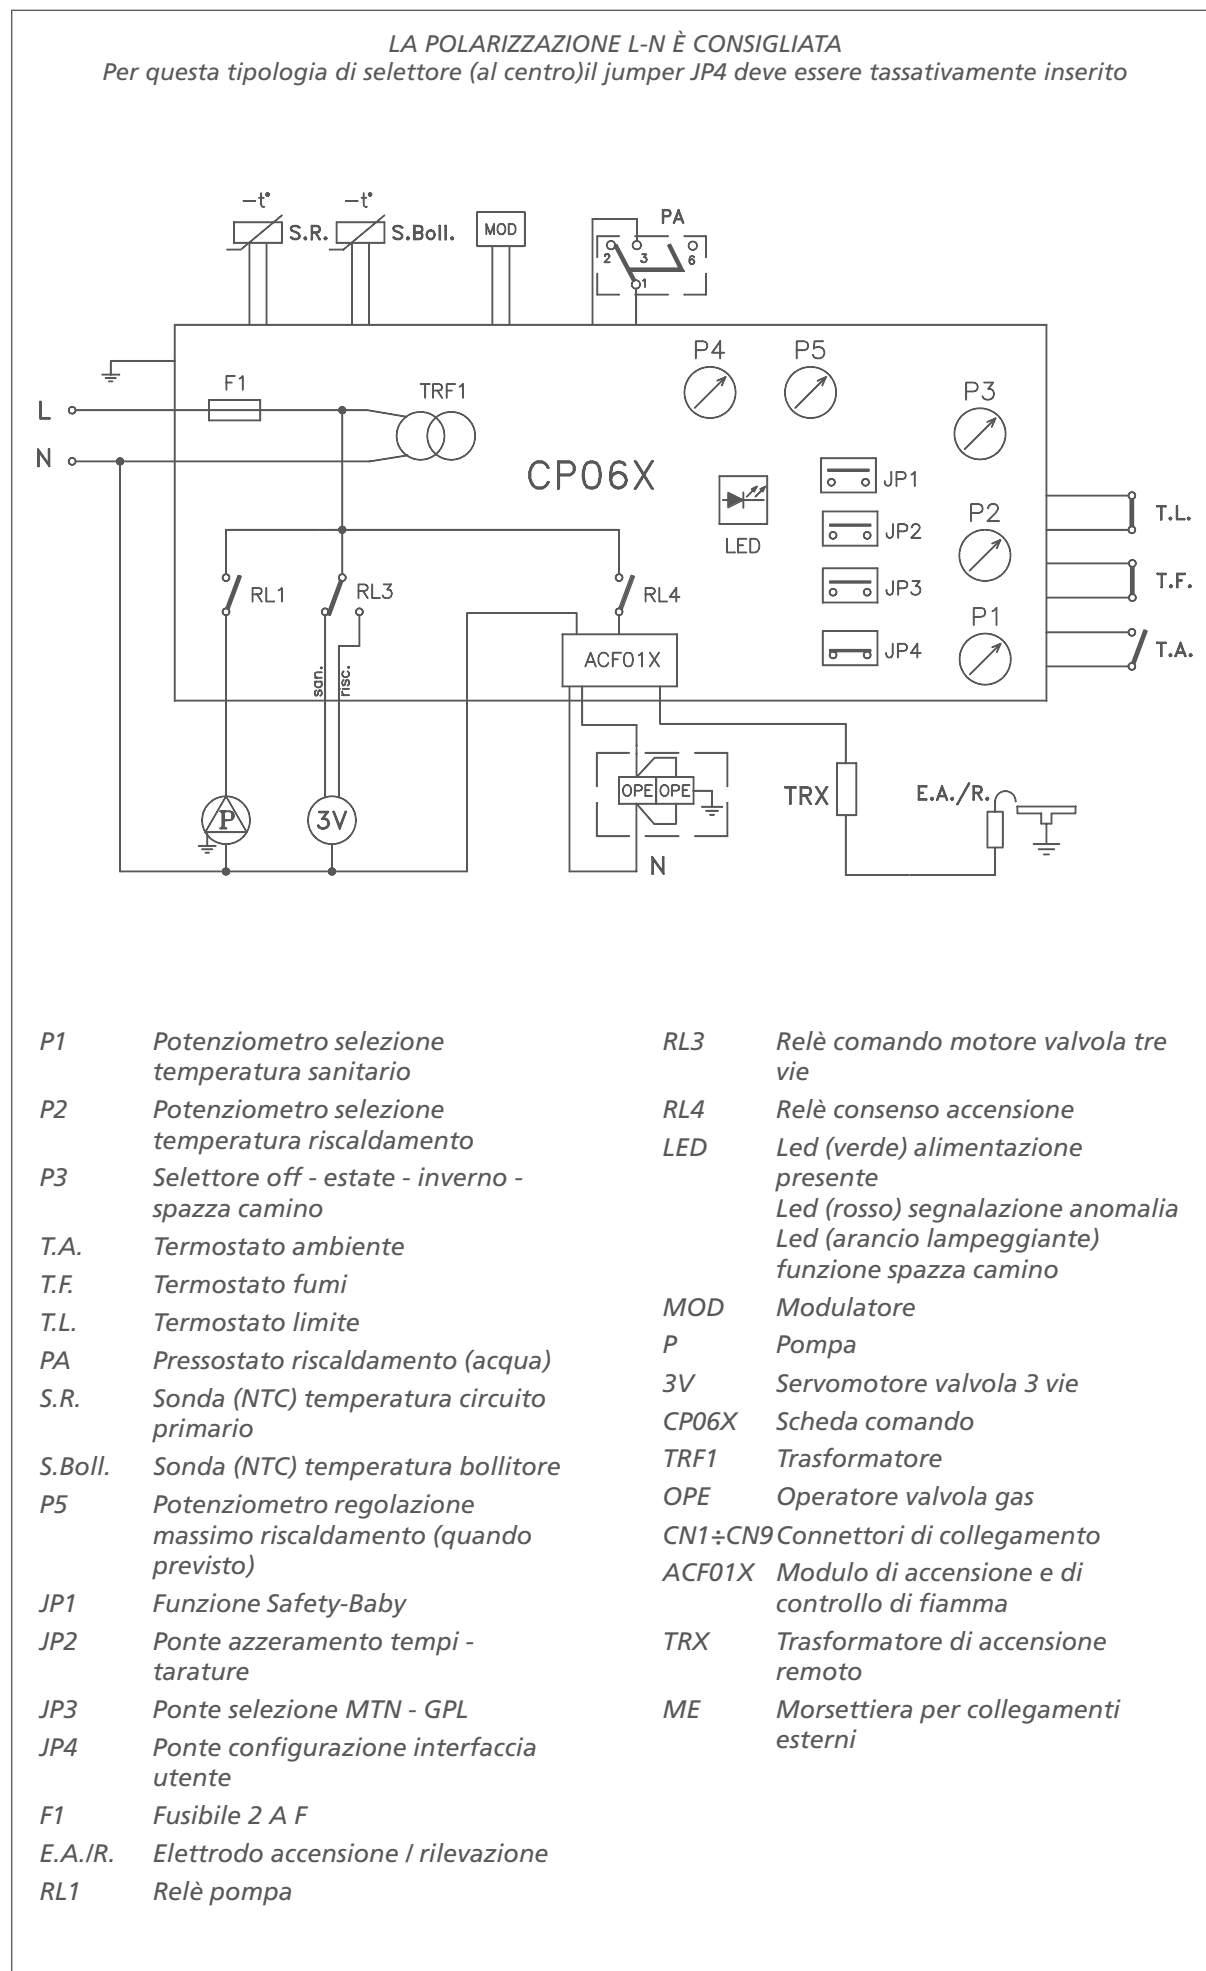 LA POLARIZZAZIONE L-N È CONSIGLIATA
Per questa tipologia di selettore (al centro)il jumper JP4 deve essere tassativamente inserito
–t°
–t°
S.R.
S.Boll.
MOD
PA
2
3
6
1
P4
P5
F1
TRF1
P3
L
N
CP06X
JP1
P2
T.L.
LED
JP2
RL1
RL3
RL4
JP3
T.F.
P1
ACF01X
JP4
T.A.
san.
risc.
OPE
OPE
TRX
E.A./R.
P
3V
N
P1 Potenziometro selezione
temperatura sanitario
P2 Potenziometro selezione
temperatura riscaldamento
P3 Selettore off - estate - inverno -
spazza camino
T.A. Termostato ambiente
T.F. Termostato fumi
T.L. Termostato limite
PA Pressostato riscaldamento (acqua)
S.R. Sonda (NTC) temperatura circuito
primario
S.Boll. Sonda (NTC) temperatura bollitore
P5 Potenziometro regolazione
massimo riscaldamento (quando
previsto)
JP1 Funzione Safety-Baby
JP2 Ponte azzeramento tempi -
tarature
JP3 Ponte selezione MTN - GPL
JP4 Ponte configurazione interfaccia
utente
F1 Fusibile 2 A F
E.A./R. Elettrodo accensione / rilevazione
RL1 Relè pompa
RL3 Relè comando motore valvola tre
vie
RL4 Relè consenso accensione
LED Led (verde) alimentazione
presente
Led (rosso) segnalazione anomalia
Led (arancio lampeggiante)
funzione spazza camino
MOD Modulatore
P Pompa
3V Servomotore valvola 3 vie
CP06X Scheda comando
TRF1 Trasformatore
OPE Operatore valvola gas
CN1÷CN9 Connettori di collegamento
ACF01X Modulo di accensione e di
controllo di fiamma
TRX Trasformatore di accensione
remoto
ME Morsettiera per collegamenti
esterni